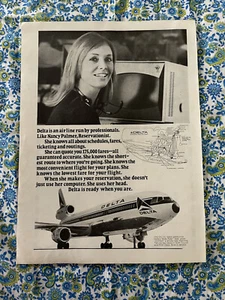 Delta is an air line run by professionals.
Like Nancy Palmer, Reservationist.
She knows all about schedules, fares,
ticketing and routings.
She can quote you 175,000 fares—all
guaranteed accurate. She knows the short-
est route to where you're going. She knows the
most convenient flight for your plans. She
knows the lowest fare for your flight.
When she makes your reservation, she doesn't
just use her computer. She uses her head.
Delta is ready when you are.
DELTA
DELTA
DELTA